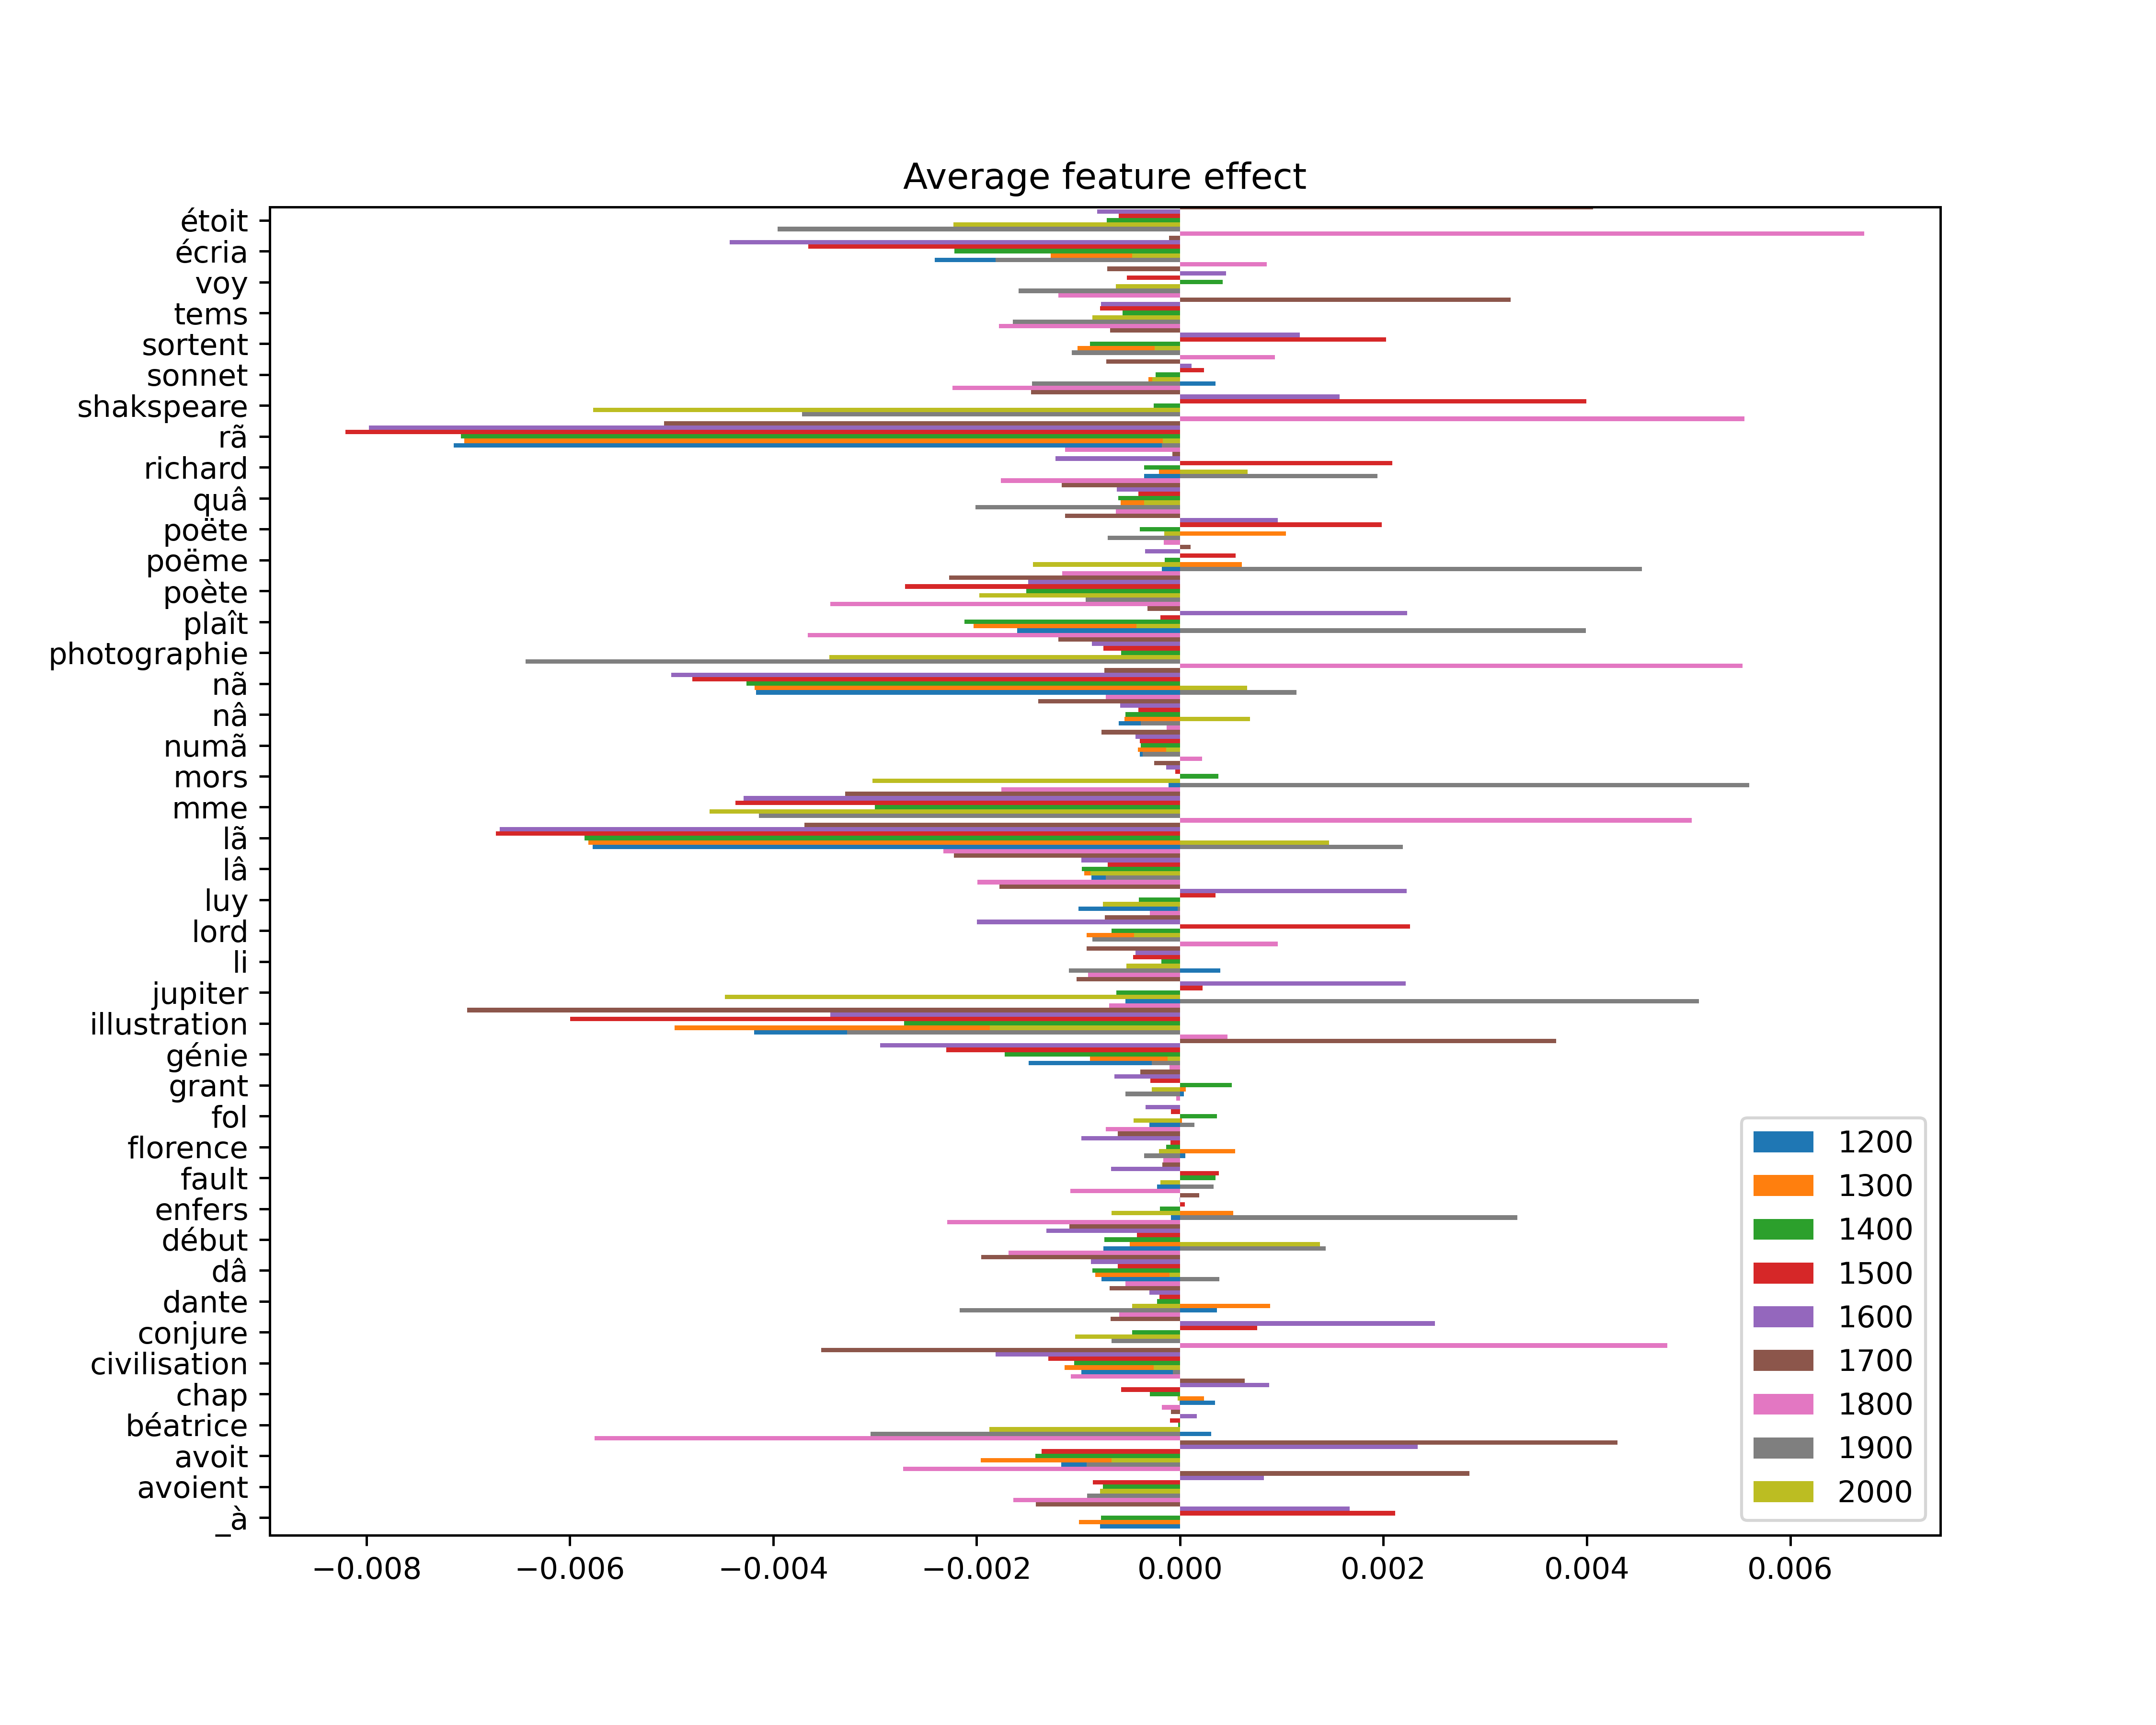 Average feature effect
étoit
écria
voy
tems
sortent
sonnet
shakspeare
rã
richard
quâ
poëte
poëme
poète
plaît
photographie
nã
nâ
numã
mors
mme
lã
lâ
luy
lord
li
jupiter
illustration
génie
grant
fol
florence
fault
enfers
début
dâ
dante
conjure
civilisation
chap
béatrice
avoit
avoient
_à
1200
1300
1400
1500
1600
1700
1800
1900
2000
−0.008 −0.006 −0.004 −0.002 0.000 0.002 0.004 0.006